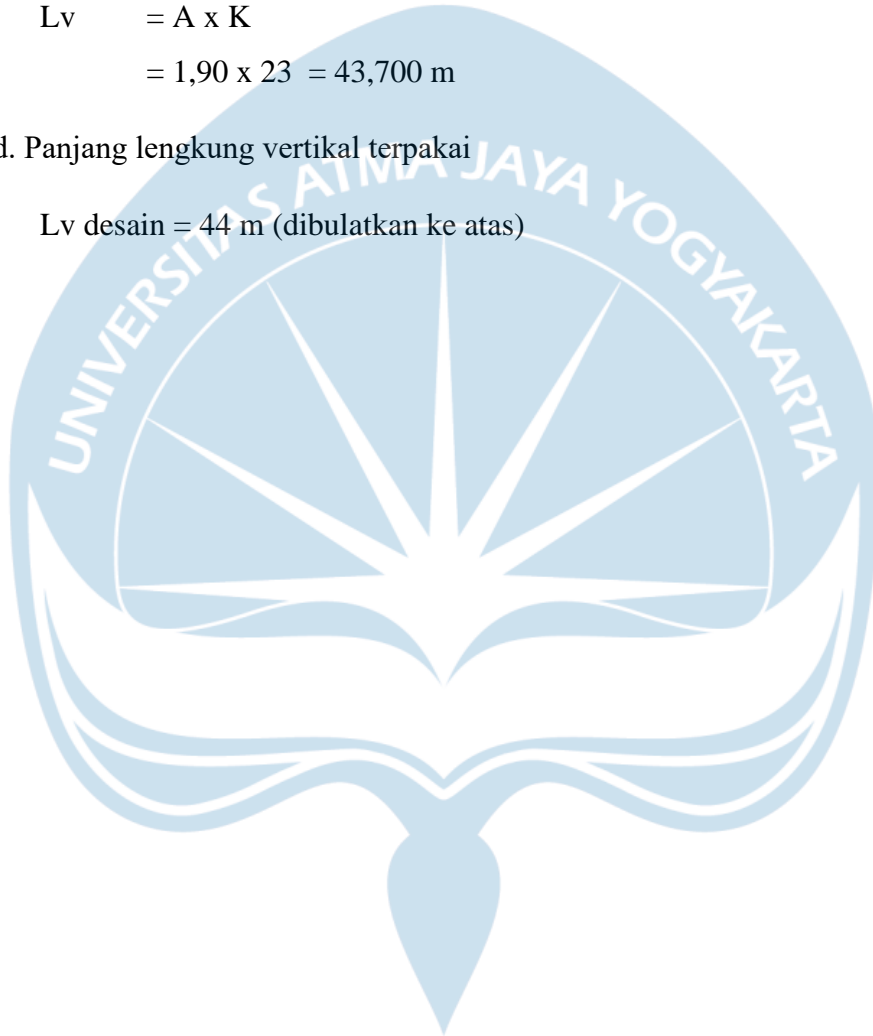 Lv = A x K
= 1,90 x 23 = 43,700 m
d. Panjang lengkung vertikal terpakai
Lv desain = 44 m (dibulatkan ke atas)
UNIVERSITAS ATMA JAYA YOGYAKARTA